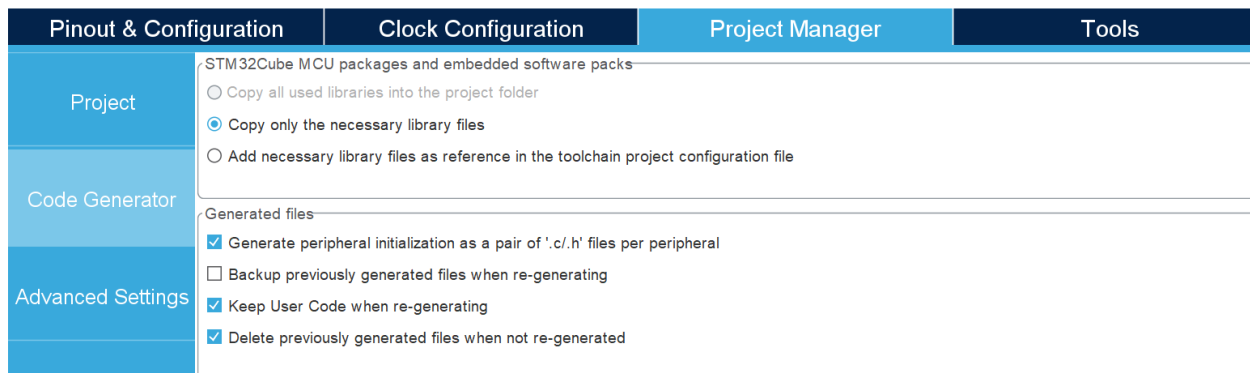 Pinout & Configuration
Clock Configuration
Project Manager
Tools
Project
Code Generator
Advanced Settings
STM32Cube MCU packages and embedded software packs
Copy all used libraries into the project folder
Copy only the necessary library files
Add necessary library files as reference in the toolchain project configuration file
Generated files
Generate peripheral initialization as a pair of '.c/.h' files per peripheral
Backup previously generated files when re-generating
Keep User Code when re-generating
Delete previously generated files when not re-generated